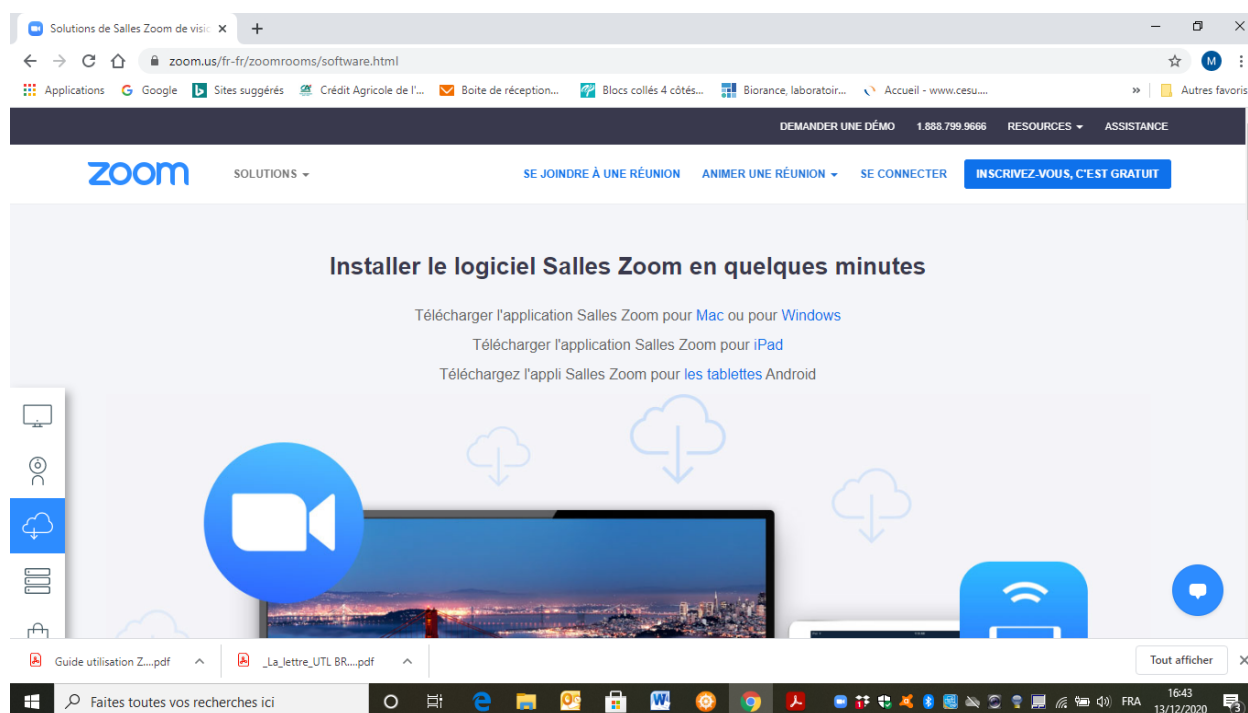 Solutions de Salles Zoom de visio
zoom.us/fr-fr/zoomrooms/software.html
M
Applications Google Sites suggérés Crédit Agricole de l'... Boite de réception... Blocs collés 4 côtés... Biorance, laboratoir... Accueil - www.cesu.... » Autres favoris
DEMANDER UNE DÉMO 1.888.799.9666 RESOURCES ASSISTANCE
zoom SOLUTIONS SE JOINDRE À UNE RÉUNION ANIMER UNE RÉUNION SE CONNECTER INSCRIVEZ-VOUS, C'EST GRATUIT
Installer le logiciel Salles Zoom en quelques minutes
Télécharger l'application Salles Zoom pour Mac ou pour Windows
Télécharger l'application Salles Zoom pour iPad
Téléchargez l'appli Salles Zoom pour les tablettes Android
Guide utilisation Z....pdf _La_lettre_UTL BR....pdf Tout afficher
Faites toutes vos recherches ici FRA 16:43
13/12/2020 3